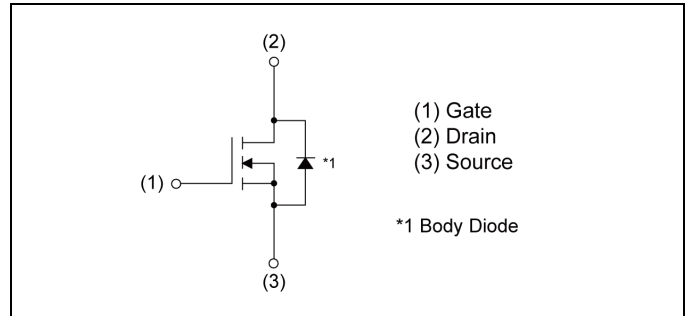 (2)
(1) Gate
(2) Drain
(3) Source
*1
(1)
*1 Body Diode
(3)